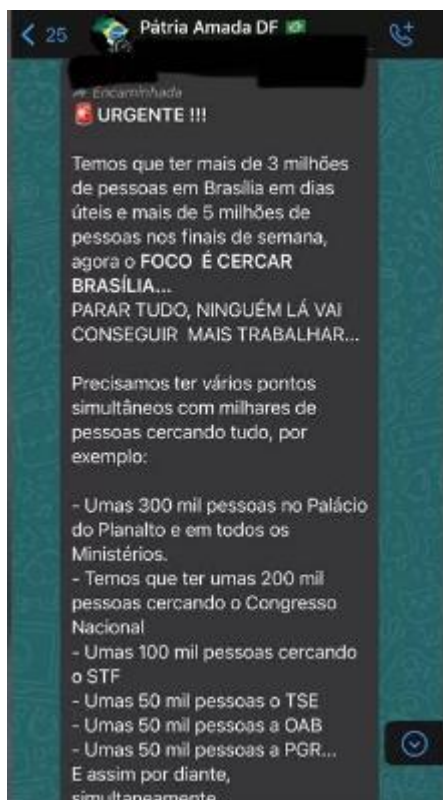 25
Pátria Amada DF
Encaminhada
URGENTE !!!
Temos que ter mais de 3 milhões
de pessoas em Brasília em dias
úteis e mais de 5 milhões de
pessoas nos finais de semana,
agora o FOCO É CERCAR
BRASÍLIA...
PARAR TUDO, NINGUÉM LÁ VAI
CONSEGUIR MAIS TRABALHAR...
Precisamos ter vários pontos
simultâneos com milhares de
pessoas cercando tudo, por
exemplo:
- Umas 300 mil pessoas no Palácio
do Planalto e em todos os
Ministérios.
- Temos que ter umas 200 mil
pessoas cercando o Congresso
Nacional
- Umas 100 mil pessoas cercando
o STF
- Umas 50 mil pessoas o TSE
- Umas 50 mil pessoas a OAB
- Umas 50 mil pessoas a PGR...
E assim por diante,
simultaneamente